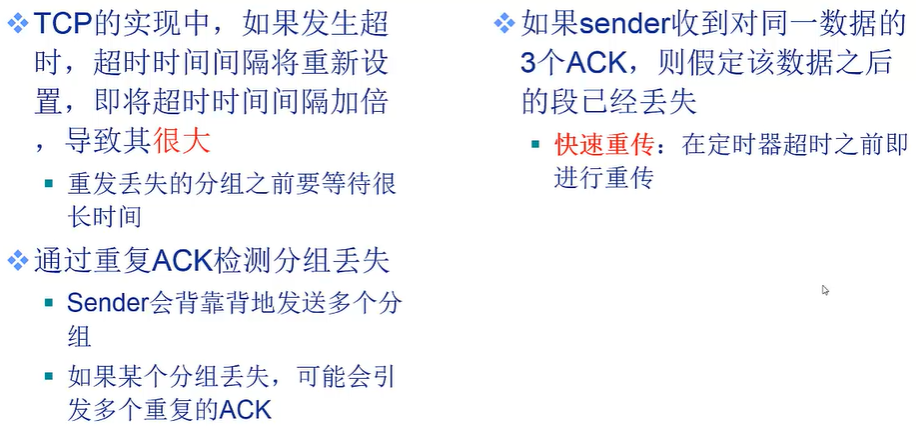 TCP的实现中，如果发生超
时，超时时间间隔将重新设
置，即将超时时间间隔加倍
，导致其很大
重发丢失的分组之前要等待很
长时间
通过重复ACK检测分组丢失
Sender会背靠背地发送多个分
组
如果某个分组丢失，可能会引
发多个重复的ACK
如果sender收到对同一数据的
3个ACK，则假定该数据之后
的段已经丢失
快速重传：在定时器超时之前即
进行重传